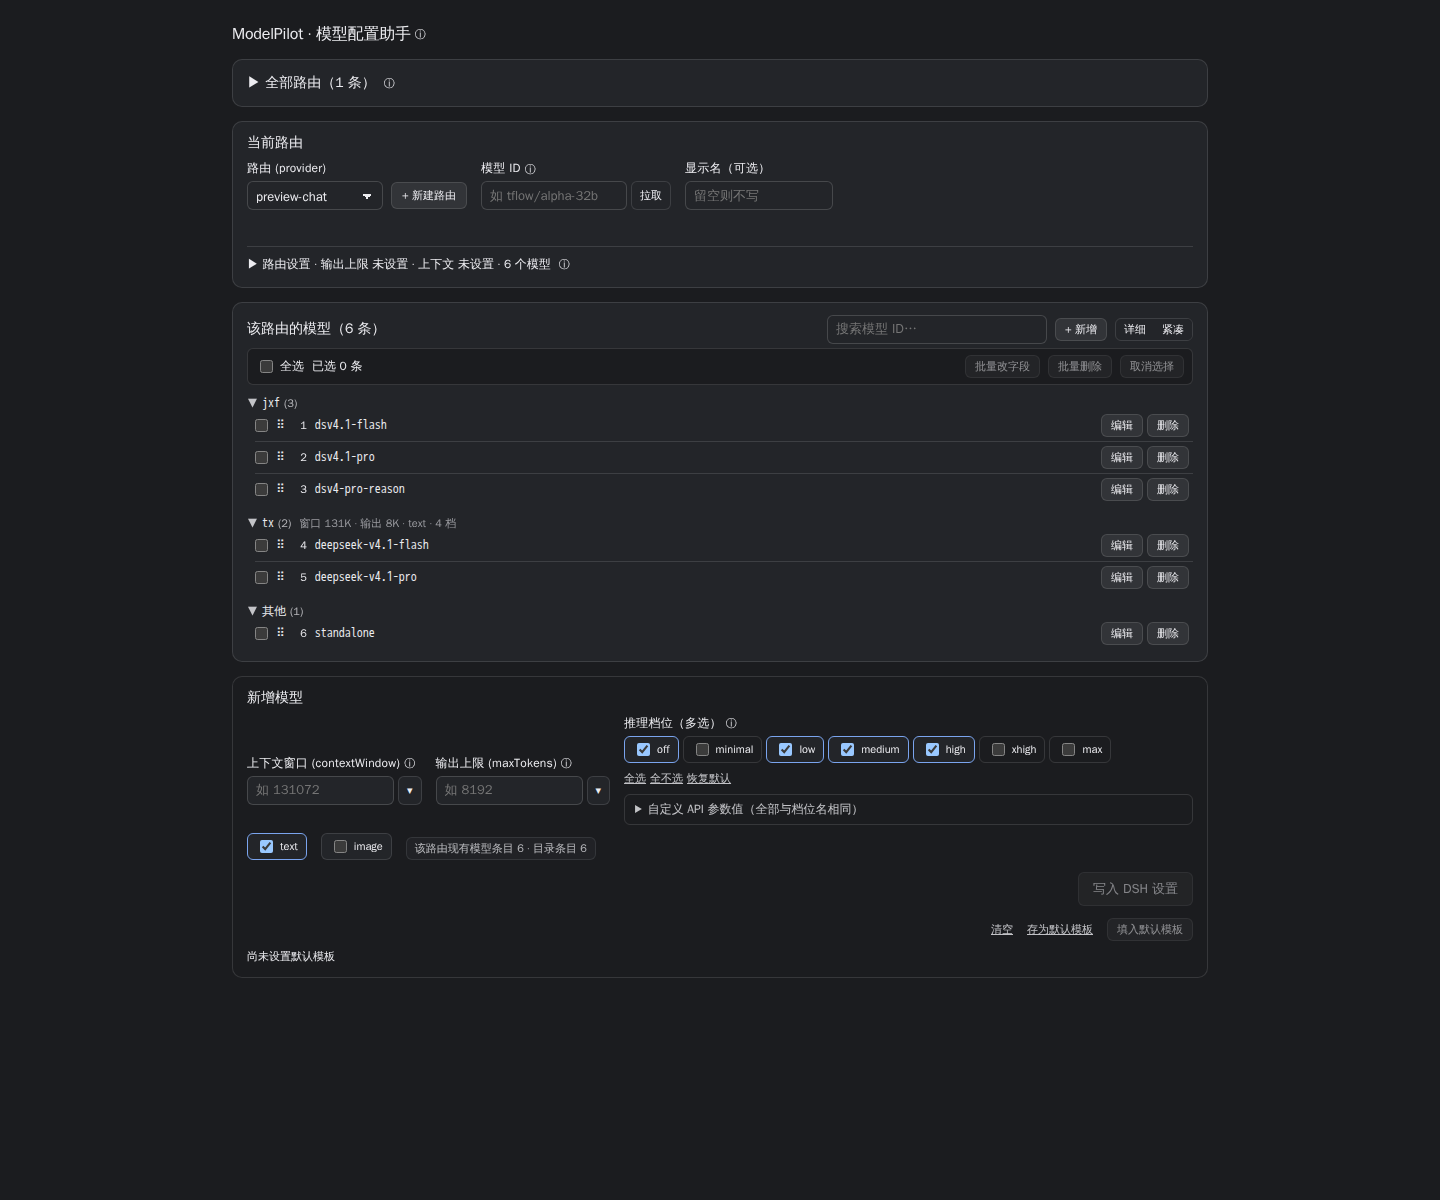 ModelPilot · 模型配置助手 ⓘ
▶ 全部路由（1 条） ⓘ
当前路由
路由 (provider) 模型 ID ⓘ 显示名（可选）
preview-chat + 新建路由 如 tflow/alpha-32b 拉取 留空则不写
▶ 路由设置 · 输出上限 未设置 · 上下文 未设置 · 6 个模型 ⓘ
该路由的模型（6 条） 搜索模型 ID… + 新增 详细 紧凑
全选 已选 0 条 批量改字段 批量删除 取消选择
▼ jxf (3)
⠿ 1 dsv4.1-flash 编辑 删除
⠿ 2 dsv4.1-pro 编辑 删除
⠿ 3 dsv4-pro-reason 编辑 删除
▼ tx (2) 窗口 131K · 输出 8K · text · 4 档
⠿ 4 deepseek-v4.1-flash 编辑 删除
⠿ 5 deepseek-v4.1-pro 编辑 删除
▼ 其他 (1)
⠿ 6 standalone 编辑 删除
新增模型
推理档位（多选） ⓘ
off minimal low medium high xhigh max
上下文窗口 (contextWindow) ⓘ 输出上限 (maxTokens) ⓘ
全选 全不选 恢复默认
如 131072 ▾ 如 8192 ▾
▶ 自定义 API 参数值（全部与档位名相同）
text image 该路由现有模型条目 6 · 目录条目 6
写入 DSH 设置
清空 存为默认模板 填入默认模板
尚未设置默认模板